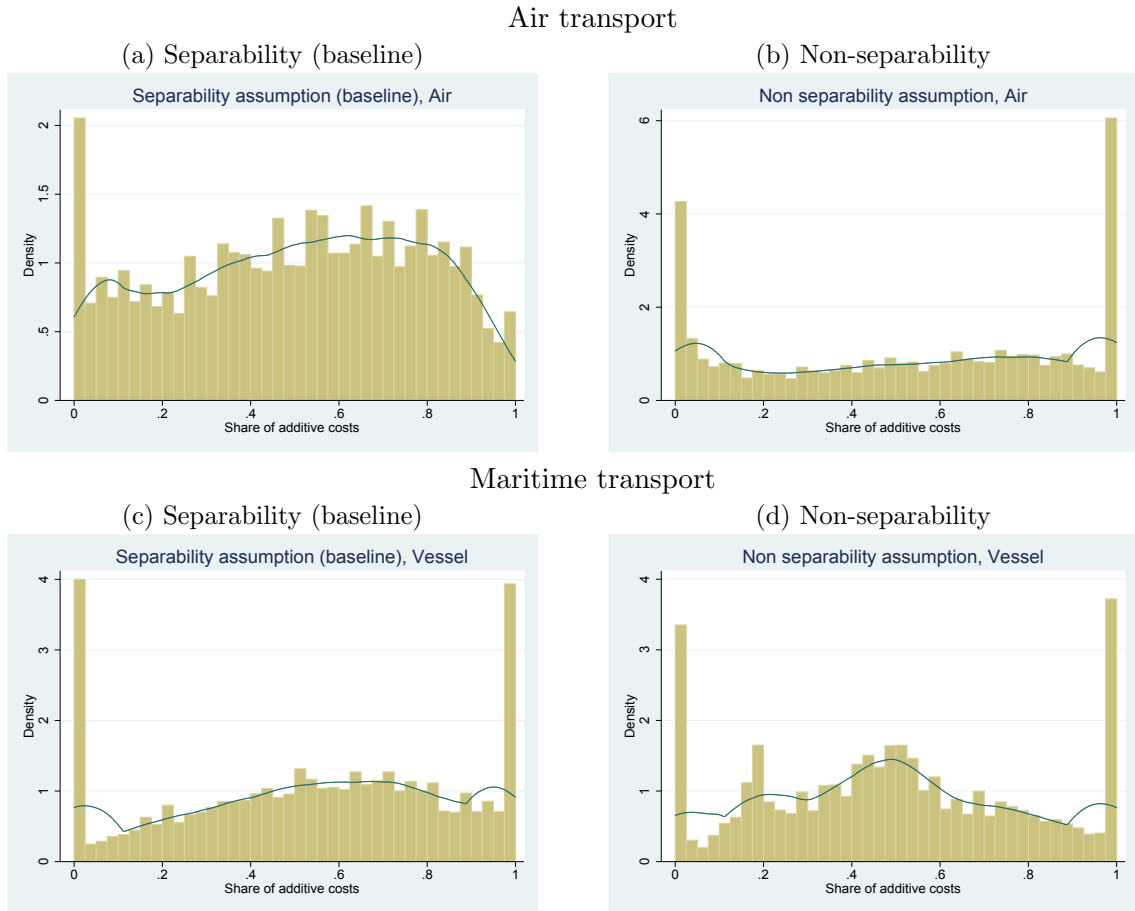 Air transport
(a) Separability (baseline)
(b) Non-separability
Separability assumption (baseline), Air
Density
0
.5
1
1.5
2
0 .2 .4 .6 .8 1
Share of additive costs
Non separability assumption, Air
Density
0
2
4
6
0 .2 .4 .6 .8 1
Share of additive costs
Maritime transport
(c) Separability (baseline)
(d) Non-separability
Separability assumption (baseline), Vessel
Density
0
1
2
3
4
0 .2 .4 .6 .8 1
Share of additive costs
Non separability assumption, Vessel
Density
0
1
2
3
4
0 .2 .4 .6 .8 1
Share of additive costs